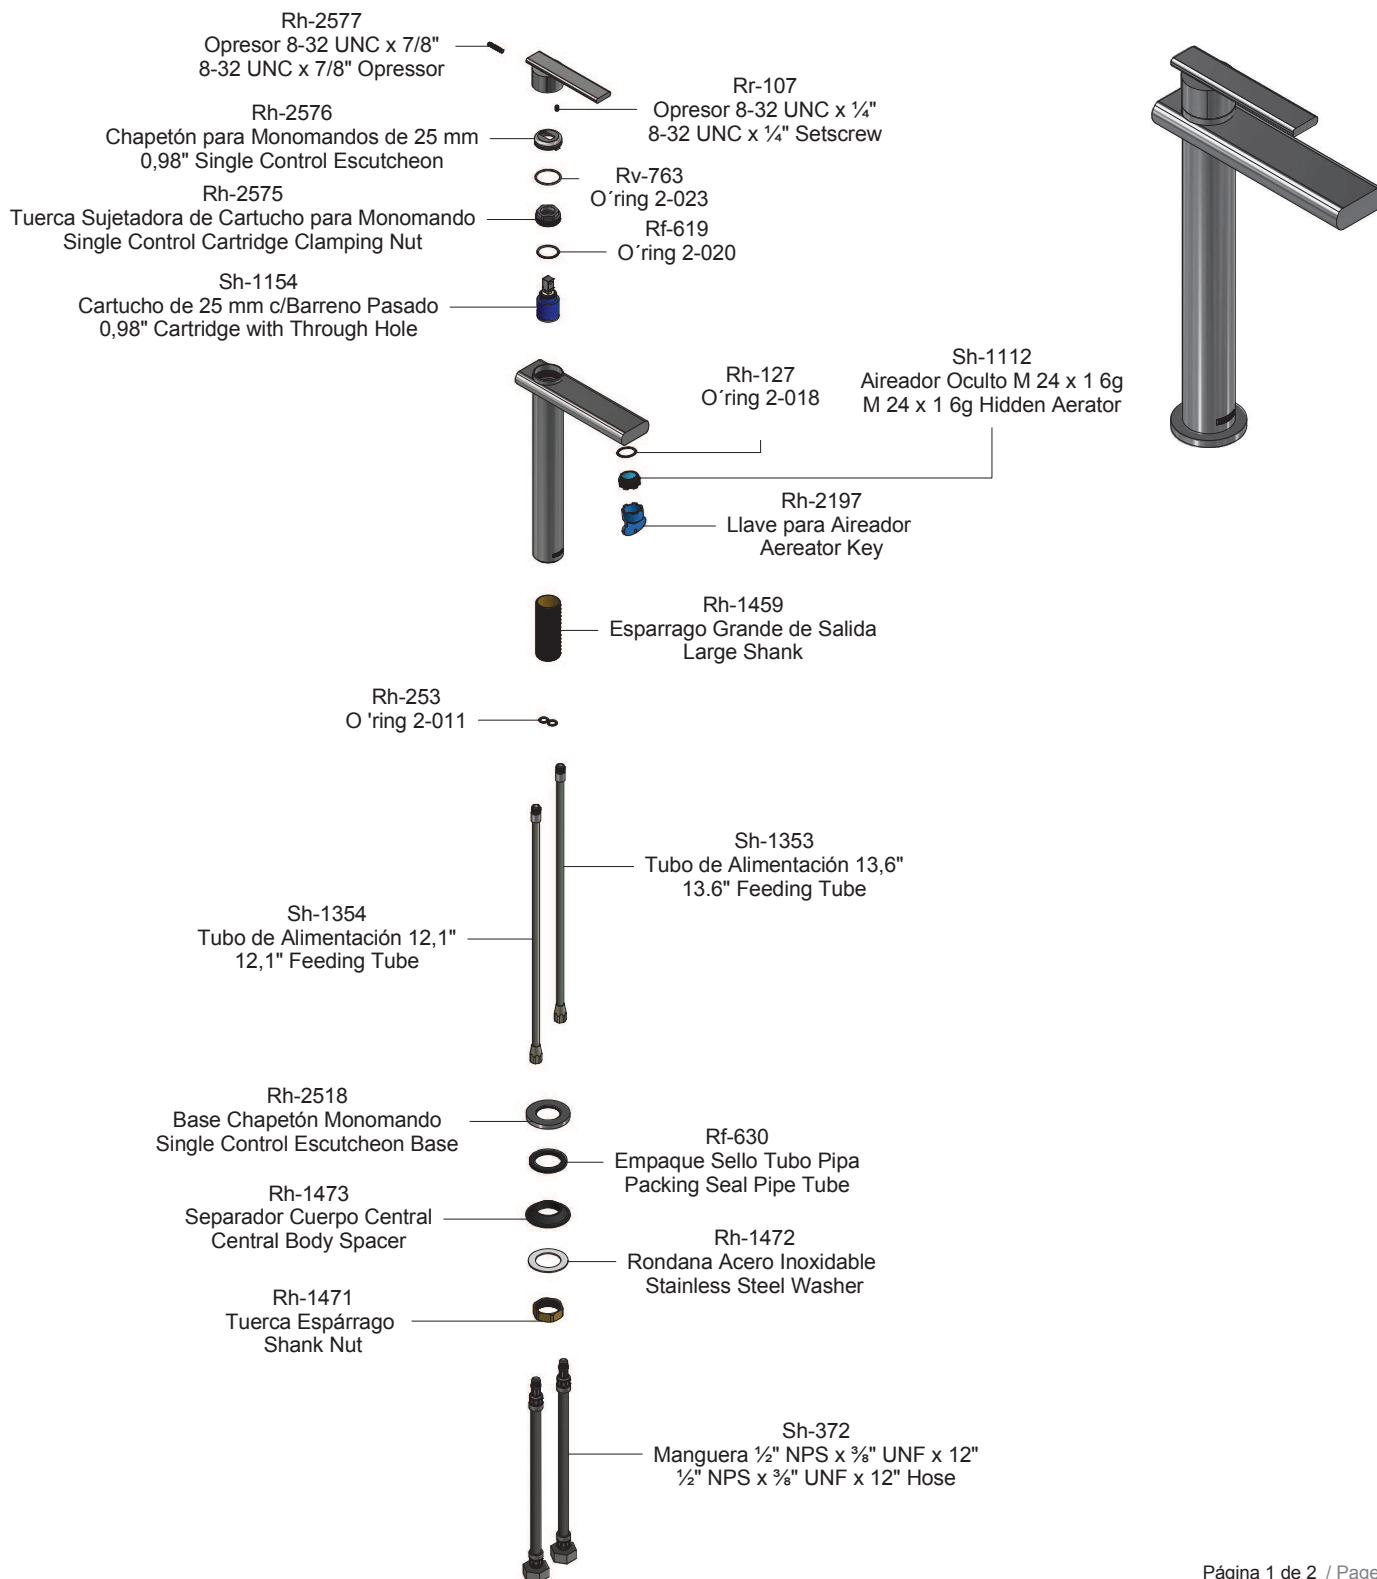 Rh-2577
Opresor 8-32 UNC x 7/8"
8-32 UNC x 7/8" Opressor
Rr-107
Opresor 8-32 UNC x ¼"
8-32 UNC x ¼" Setscrew
Rh-2576
Chapetón para Monomandos de 25 mm
0,98" Single Control Escutcheon
Rv-763
O´ring 2-023
Rh-2575
Tuerca Sujetadora de Cartucho para Monomando
Single Control Cartridge Clamping Nut
Rf-619
O´ring 2-020
Sh-1154
Cartucho de 25 mm c/Barreno Pasado
0,98" Cartridge with Through Hole
Rh-127
O´ring 2-018
Sh-1112
Aireador Oculto M 24 x 1 6g
M 24 x 1 6g Hidden Aerator
Rh-2197
Llave para Aireador
Aereator Key
Rh-1459
Esparrago Grande de Salida
Large Shank
Rh-253
O 'ring 2-011
Sh-1353
Tubo de Alimentación 13,6"
13.6" Feeding Tube
Sh-1354
Tubo de Alimentación 12,1"
12,1" Feeding Tube
Rh-2518
Base Chapetón Monomando
Single Control Escutcheon Base
Rf-630
Empaque Sello Tubo Pipa
Packing Seal Pipe Tube
Rh-1473
Separador Cuerpo Central
Central Body Spacer
Rh-1472
Rondana Acero Inoxidable
Stainless Steel Washer
Rh-1471
Tuerca Espárrago
Shank Nut
Sh-372
Manguera ½" NPS x ⅜" UNF x 12"
½" NPS x ⅜" UNF x 12" Hose
Página 1 de 2 / Page